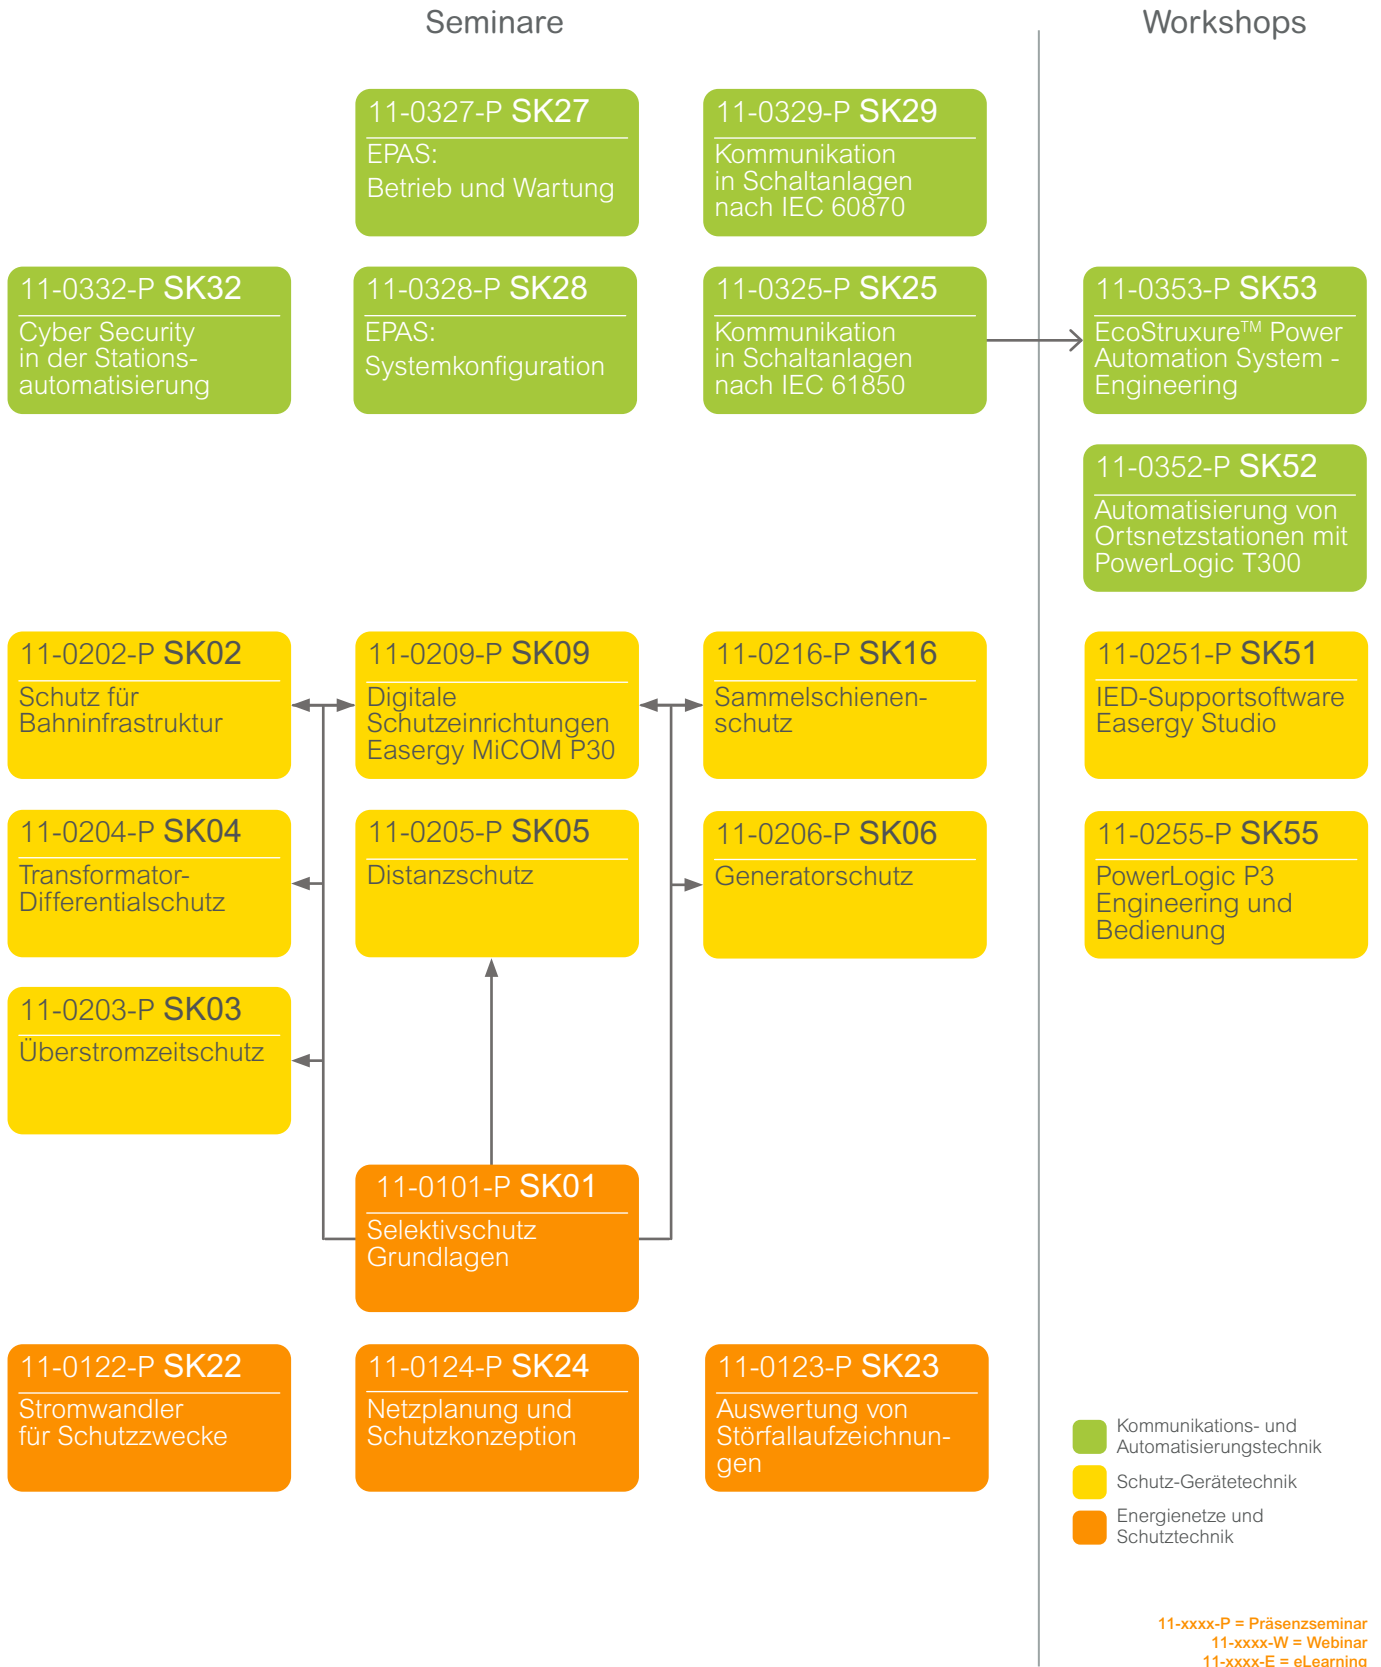 Seminare
Workshops
11-0327-P SK27
EPAS:
Betrieb und Wartung
11-0329-P SK29
Kommunikation
in Schaltanlagen
nach IEC 60870
11-0332-P SK32
Cyber Security
in der Stations-
automatisierung
11-0328-P SK28
EPAS:
Systemkonfiguration
11-0325-P SK25
Kommunikation
in Schaltanlagen
nach IEC 61850
11-0353-P SK53
EcoStruxure™ Power
Automation System -
Engineering
11-0352-P SK52
Automatisierung von
Ortsnetzstationen mit
PowerLogic T300
11-0202-P SK02
Schutz für
Bahninfrastruktur
11-0209-P SK09
Digitale
Schutzeinrichtungen
Easergy MiCOM P30
11-0216-P SK16
Sammelschienen-
schutz
11-0251-P SK51
IED-Supportsoftware
Easergy Studio
11-0204-P SK04
Transformator-
Differentialschutz
11-0205-P SK05
Distanzschutz
11-0206-P SK06
Generatorschutz
11-0255-P SK55
PowerLogic P3
Engineering und
Bedienung
11-0203-P SK03
Überstromzeitschutz
11-0101-P SK01
Selektivschutz
Grundlagen
11-0122-P SK22
Stromwandler
für Schutzzwecke
11-0124-P SK24
Netzplanung und
Schutzkonzeption
11-0123-P SK23
Auswertung von
Störfallaufzeichnun-
gen
Kommunikations- und
Automatisierungstechnik
Schutz-Gerätetechnik
Energienetze und
Schutztechnik
11-xxxx-P = Präsenzseminar
11-xxxx-W = Webinar
11-xxxx-E = eLearning